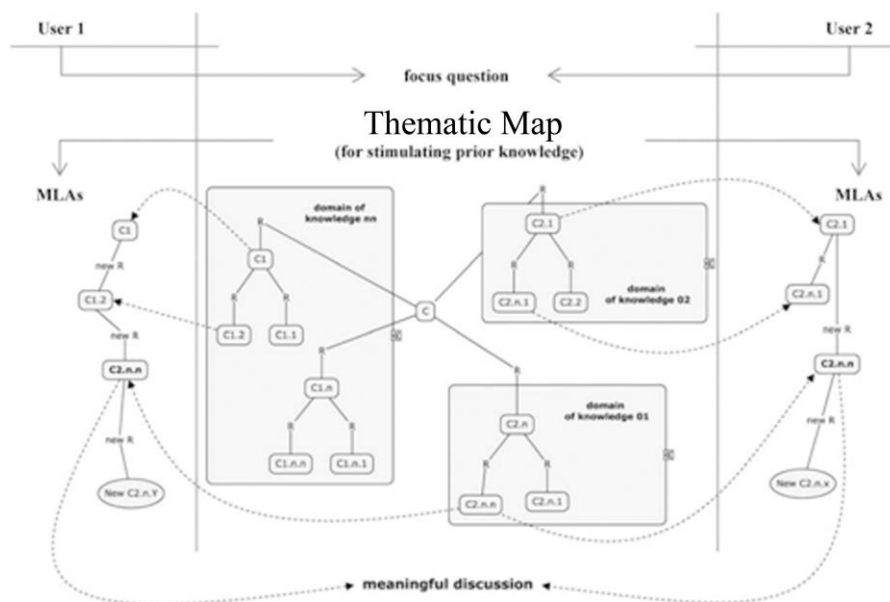 User 1
User 2
focus question
Thematic Map
(for stimulating prior knowledge)
MLAs
MLAs
domain of
knowledge nn
R
R
C1
new R
C1.2
new R
C2.n.n
new R
New C2.n.Y
C1
R
R
C1.2
C1.1
R
C1.n
R
R
C1.n.n
C1.n.1
C
C2.1
R
R
C2.n.1
C2.2
domain
of knowledge 02
R
domain
of knowledge 01
C2.n
R
R
C2.n.n
C2.n.1
C2.1
R
C2.n.1
new R
C2.n.n
new R
New C2.n.x
meaningful discussion